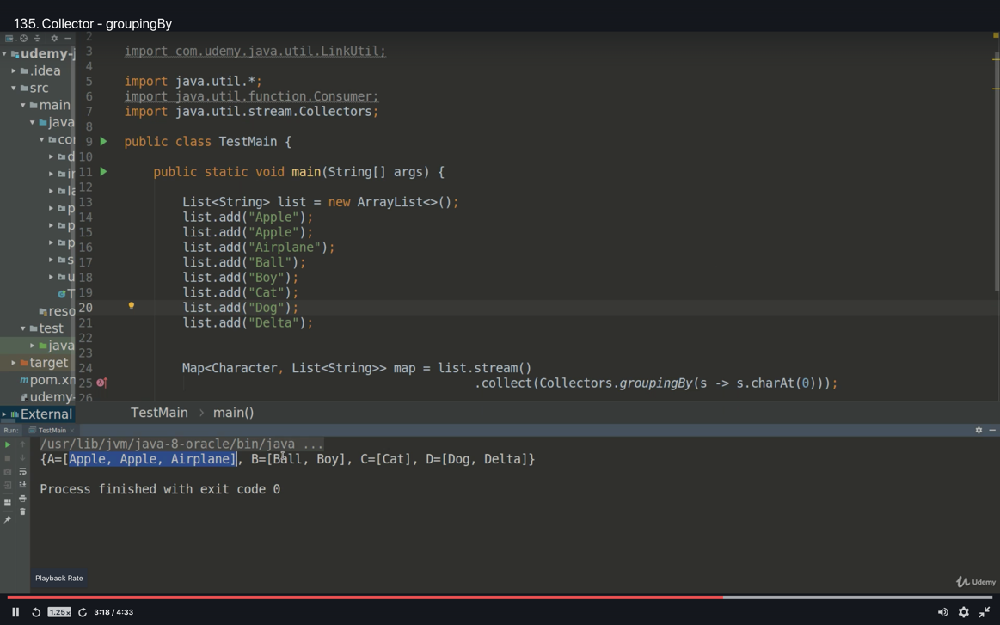 135. Collector - groupingBy
udemy-j
.idea
src
main
java
co
d
i
la
p
p
p
s
u
T
reso
test
java
target
pom.xn
udemy-
External
2
3 import com.udemy.java.util.LinkUtil;
4
5 import java.util.*;
6 import java.util.function.Consumer;
7 import java.util.stream.Collectors;
8
9 public class TestMain {
10
11 public static void main(String[] args) {
12
13 List<String> list = new ArrayList<>();
14 list.add("Apple");
15 list.add("Apple");
16 list.add("Airplane");
17 list.add("Ball");
18 list.add("Boy");
19 list.add("Cat");
20 list.add("Dog");
21 list.add("Delta");
22
23
24 Map<Character, List<String>> map = list.stream()
25 .collect(Collectors.groupingBy(s -> s.charAt(0)));
26
TestMain > main()
Run: TestMain ×
/usr/lib/jvm/java-8-oracle/bin/java ...
{A=[Apple, Apple, Airplane], B=[Ball, Boy], C=[Cat], D=[Dog, Delta]}
Process finished with exit code 0
Playback Rate
Udemy
1.25x 3:18 / 4:33